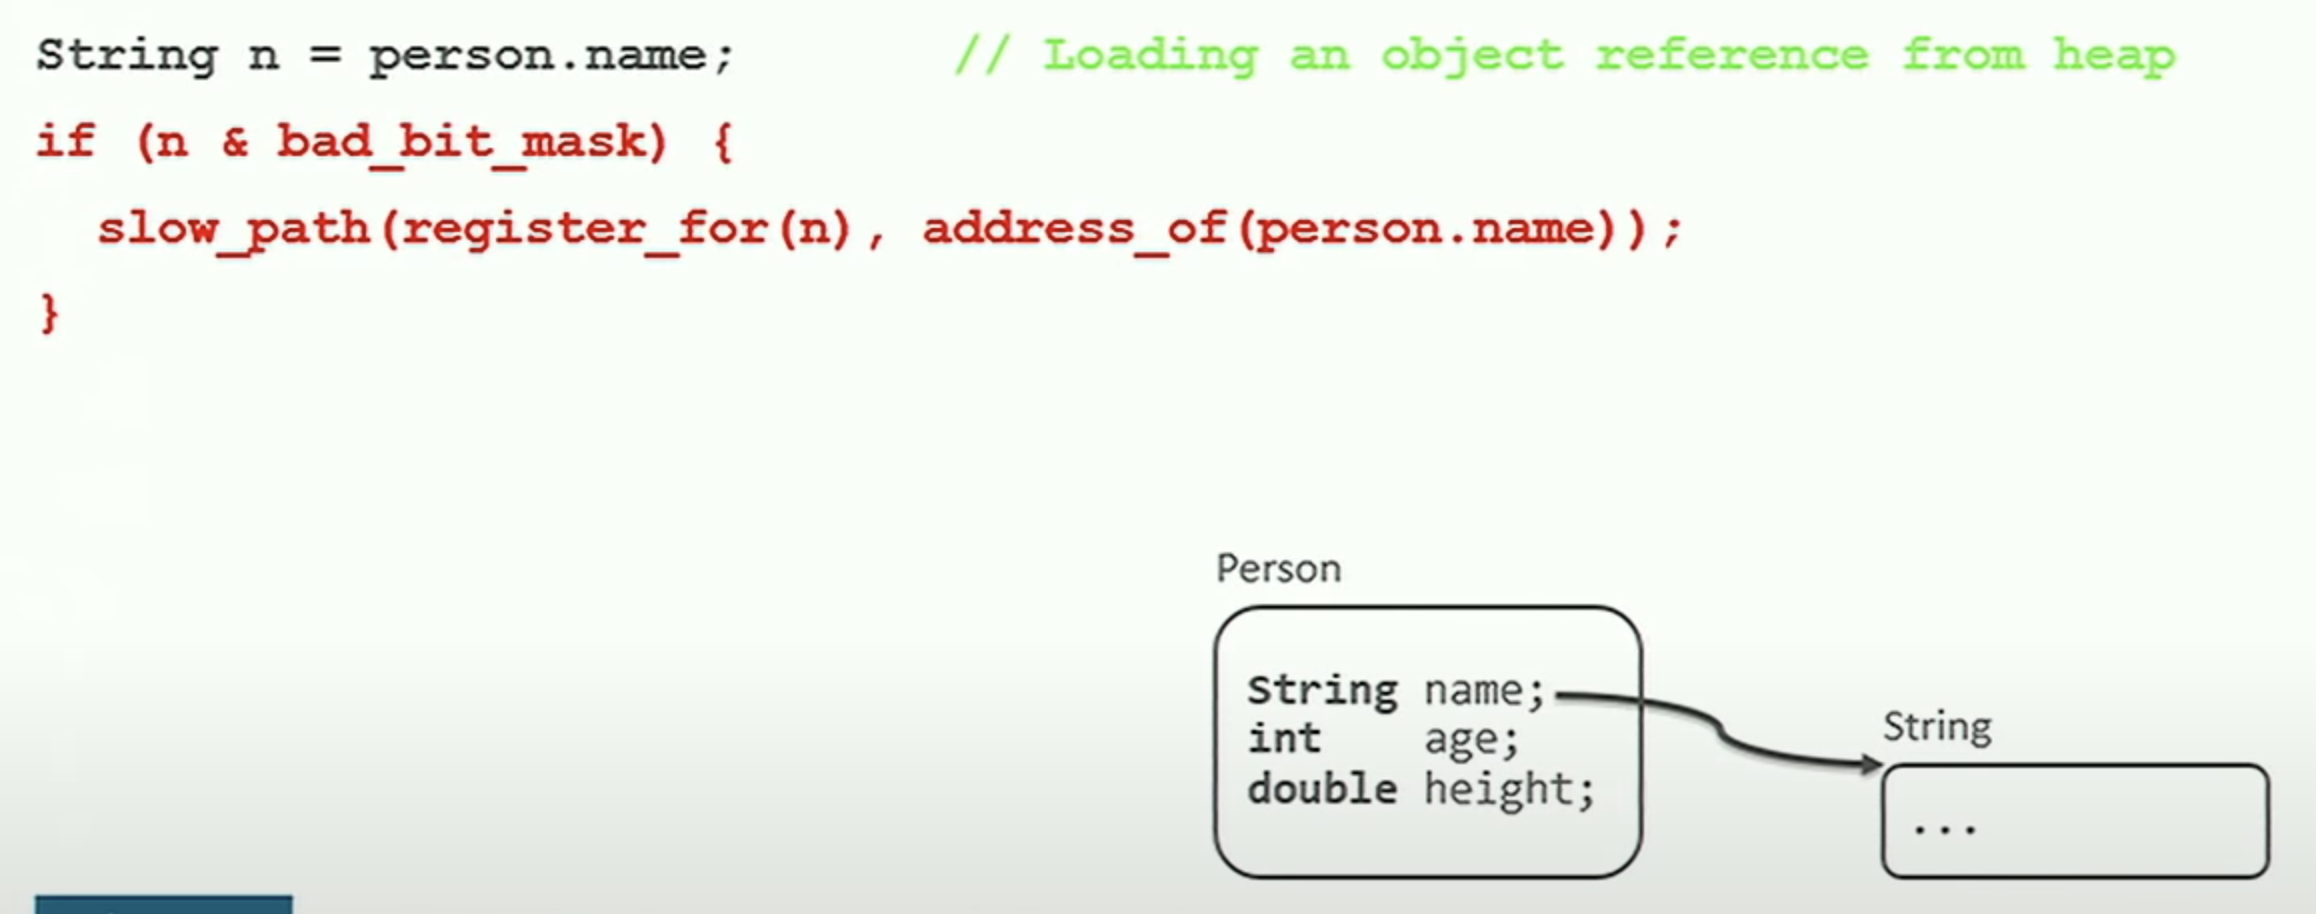 String n = person.name;       // Loading an object reference from heap
if (n & bad_bit_mask) {
  slow_path(register_for(n), address_of(person.name));
}
Person
String name;
int    age;
double height;
String
...